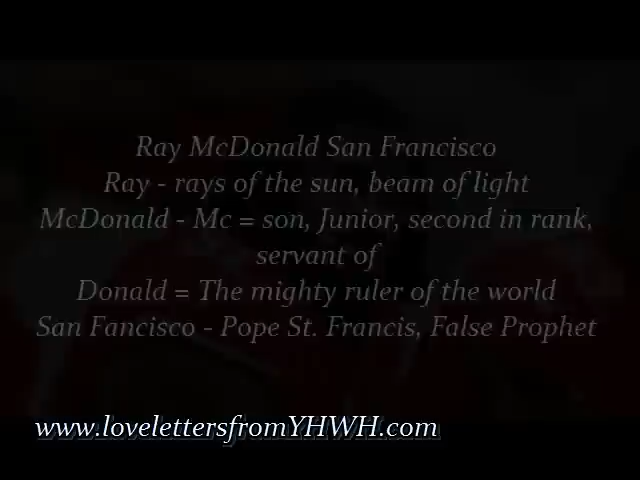 Ray McDonald San Francisco
Ray - rays of the sun, beam of light
McDonald - Mc = son, Junior, second in rank,
servant of
Donald = The mighty ruler of the world
San Fancisco - Pope St. Francis, False Prophet
www.lovelettersfromYHWH.com